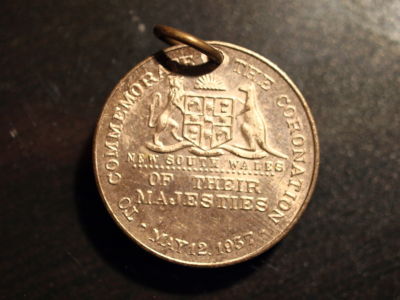 TO COMMEMORATE THE CORONATION
NEW SOUTH WALES
OF THEIR
MAJESTIES
· MAY 12, 1937 ·